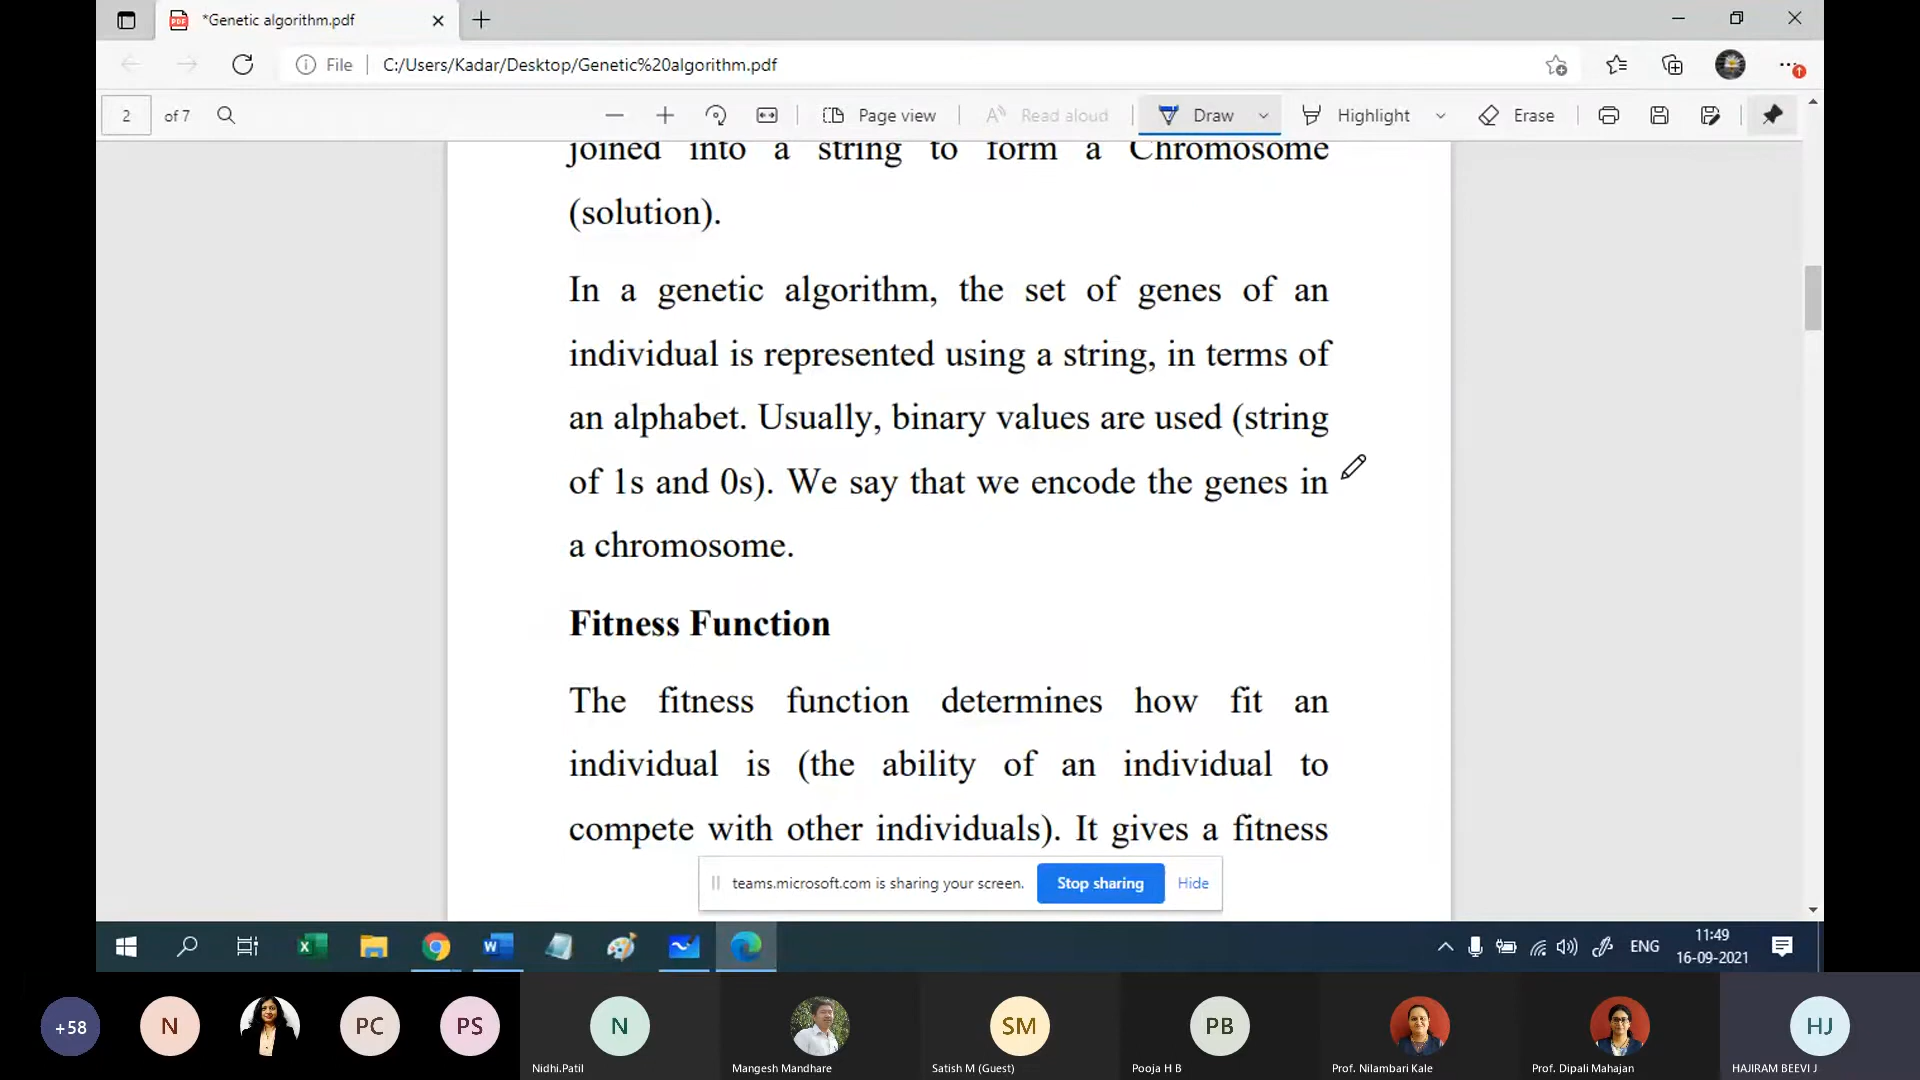 *Genetic algorithm.pdf
File
C:/Users/Kadar/Desktop/Genetic%20algorithm.pdf
2 of 7
Page view
Read aloud
Draw
Highlight
Erase
joined into a string to form a Chromosome
(solution).
In a genetic algorithm, the set of genes of an
individual is represented using a string, in terms of
an alphabet. Usually, binary values are used (string
of 1s and 0s). We say that we encode the genes in
a chromosome.
Fitness Function
The fitness function determines how fit an
individual is (the ability of an individual to
compete with other individuals). It gives a fitness
teams.microsoft.com is sharing your screen.
Stop sharing
Hide
ENG
11:49
16-09-2021
+58
N
PC
PS
N
SM
PB
HJ
Nidhi.Patil
Mangesh Mandhare
Satish M (Guest)
Pooja H B
Prof. Nilambari Kale
Prof. Dipali Mahajan
HAJIRAM BEEVI J